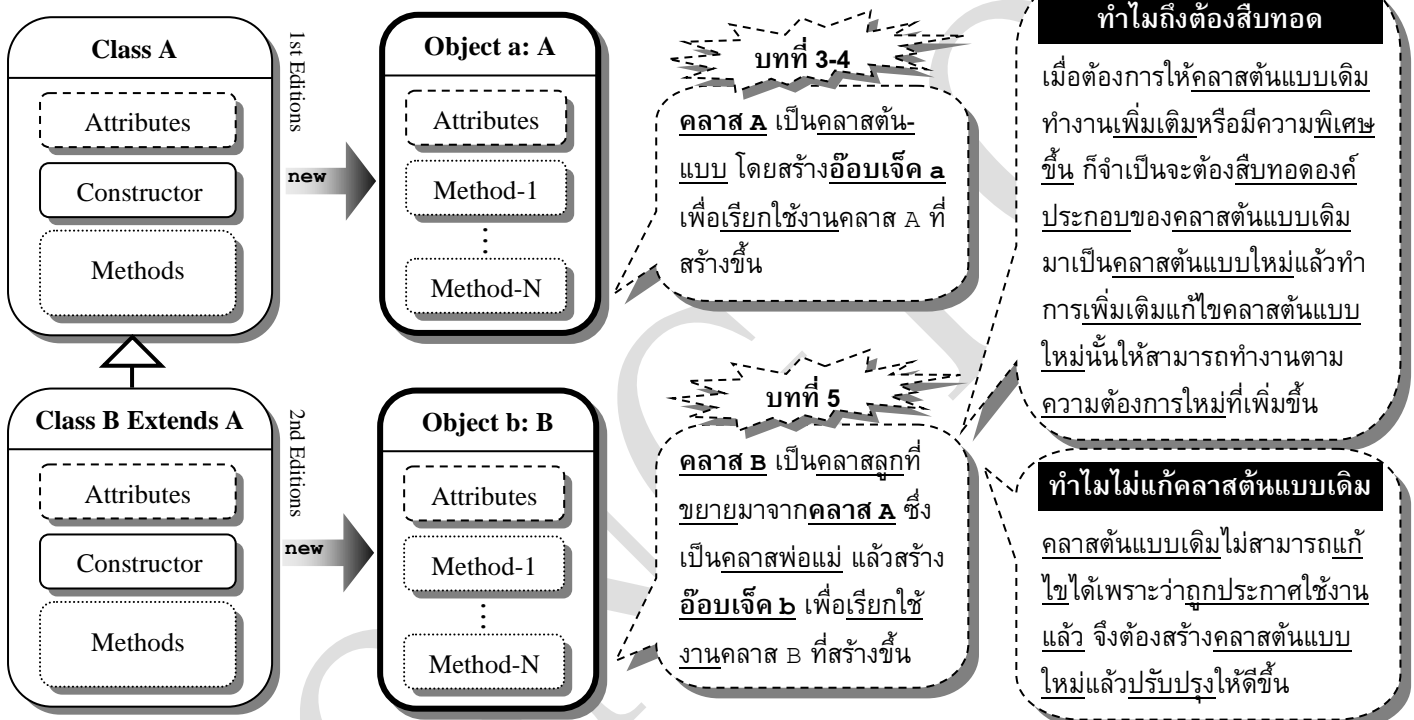 Class A
Attributes
Constructor
Methods
1st Editions
new
Object a: A
Attributes
Method-1
Method-N
บทที่ 3-4
คลาส A เป็นคลาสต้น-
แบบ โดยสร้างอ๊อบเจ็ค a
เพื่อเรียกใช้งานคลาส A ที่
สร้างขึ้น
ทำไมถึงต้องสืบทอด
เมื่อต้องการให้คลาสต้นแบบเดิม
ทำงานเพิ่มเติมหรือมีความพิเศษ
ขึ้น ก็จำเป็นจะต้องสืบทอดองค์
ประกอบของคลาสต้นแบบเดิม
มาเป็นคลาสต้นแบบใหม่แล้วทำ
การเพิ่มเติมแก้ไขคลาสต้นแบบ
ใหม่นั้นให้สามารถทำงานตาม
ความต้องการใหม่ที่เพิ่มขึ้น
Class B Extends A
Attributes
Constructor
Methods
2nd Editions
new
Object b: B
Attributes
Method-1
Method-N
บทที่ 5
คลาส B เป็นคลาสลูกที่
ขยายมาจากคลาส A ซึ่ง
เป็นคลาสพ่อแม่ แล้วสร้าง
อ๊อบเจ็ค b เพื่อเรียกใช้
งานคลาส B ที่สร้างขึ้น
ทำไมไม่แก้คลาสต้นแบบเดิม
คลาสต้นแบบเดิมไม่สามารถแก้
ไขได้เพราะว่าถูกประกาศใช้งาน
แล้ว จึงต้องสร้างคลาสต้นแบบ
ใหม่แล้วปรับปรุงให้ดีขึ้น